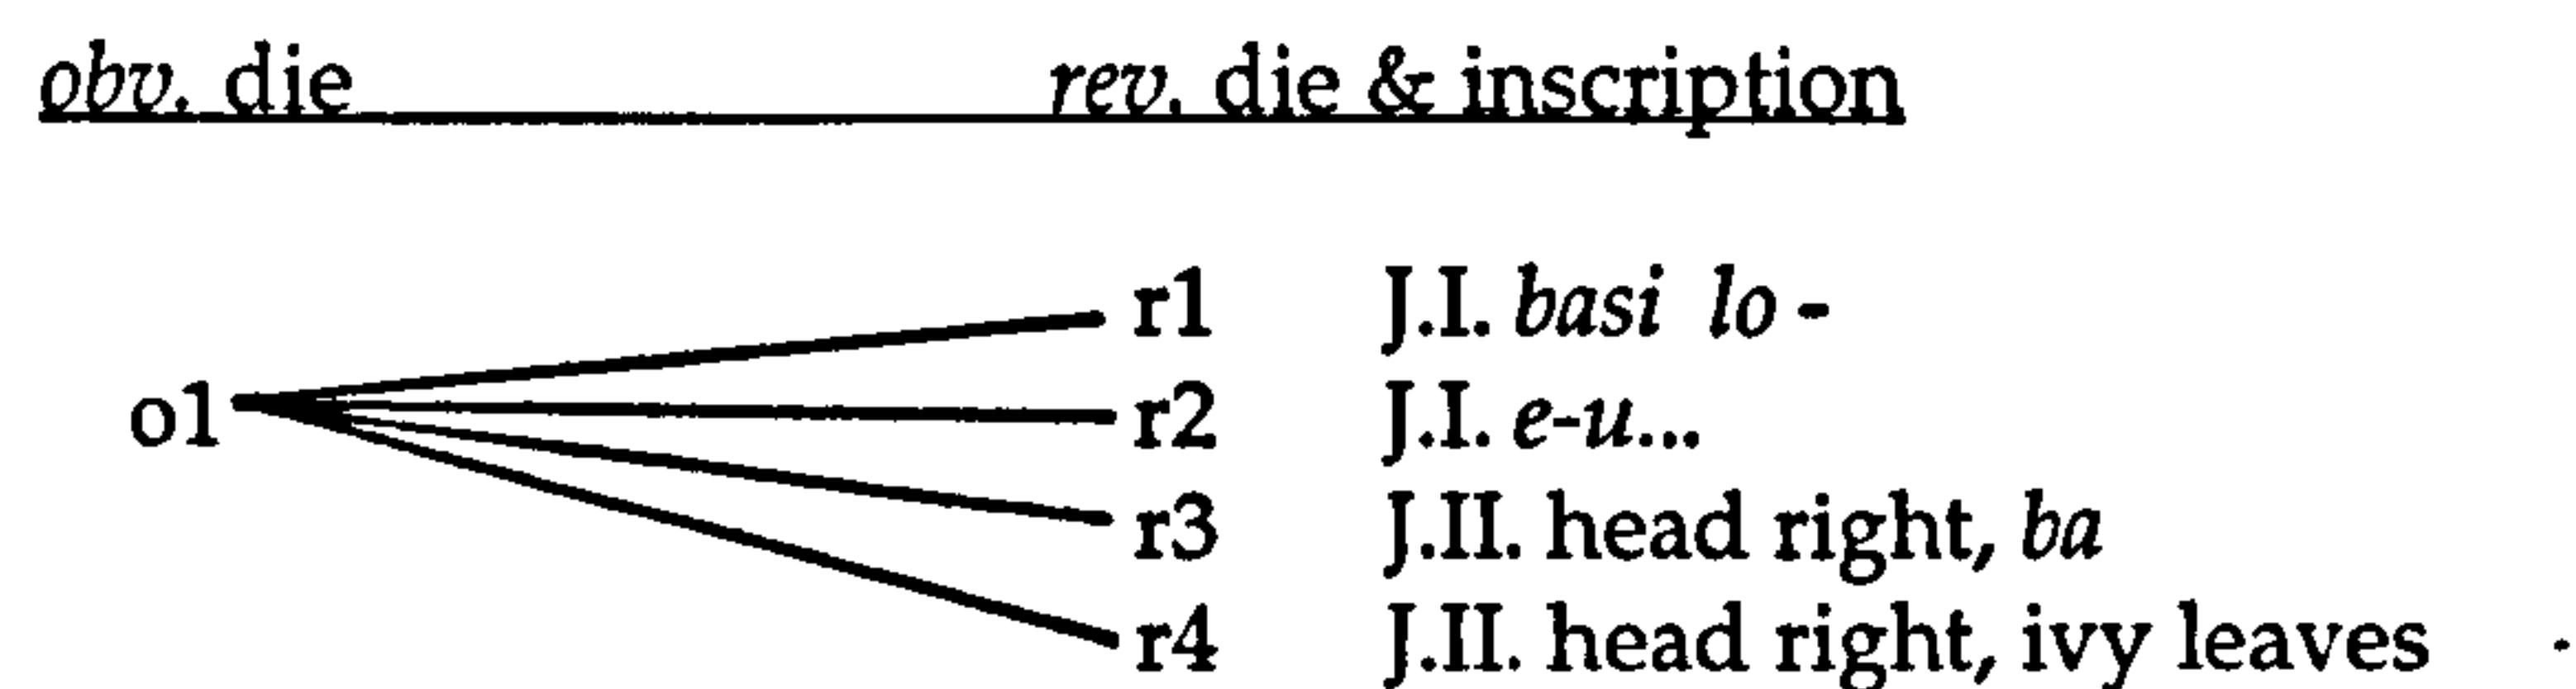 obv. die rev. die & inscription
r1 J.I. basi lo -
o1 r2 J.I. e-u...
r3 J.II. head right, ba
r4 J.II. head right, ivy leaves